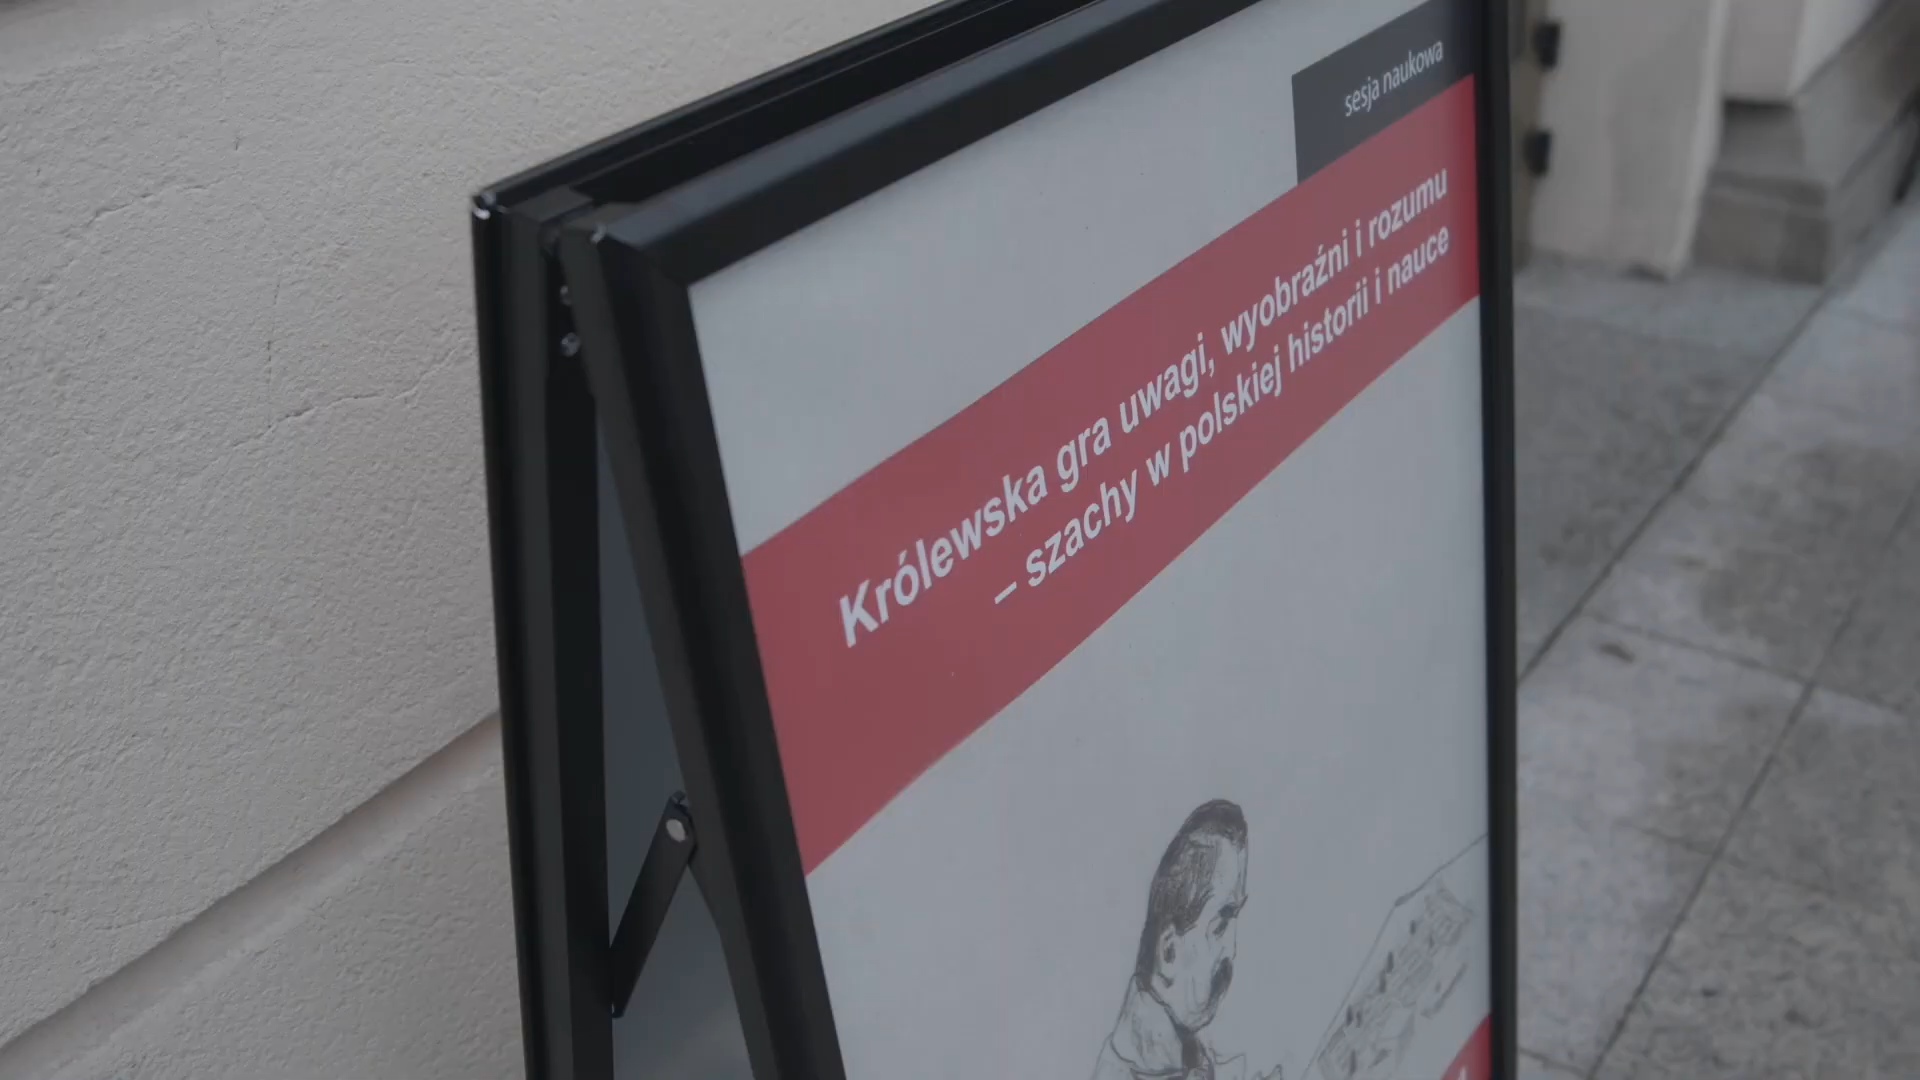 sesja naukowa
Królewska gra uwagi, wyobraźni i rozumu
– szachy w polskiej historii i nauce